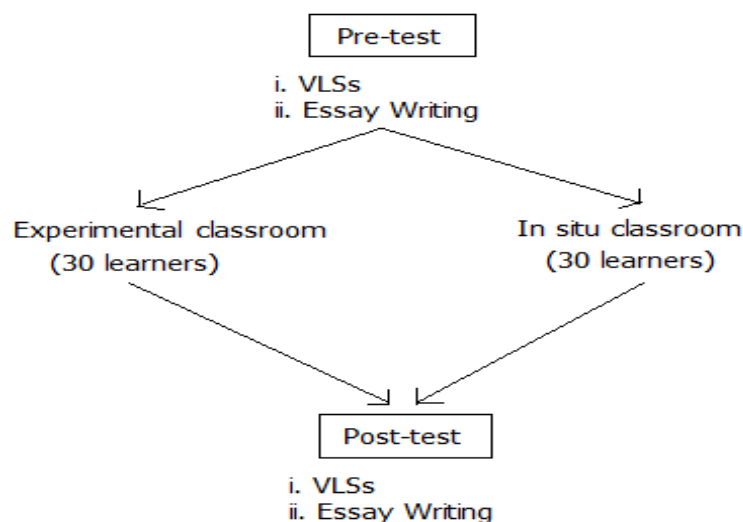 Pre-test
i. VLSs
ii. Essay Writing
Experimental classroom
(30 learners)
In situ classroom
(30 learners)
Post-test
i. VLSs
ii. Essay Writing